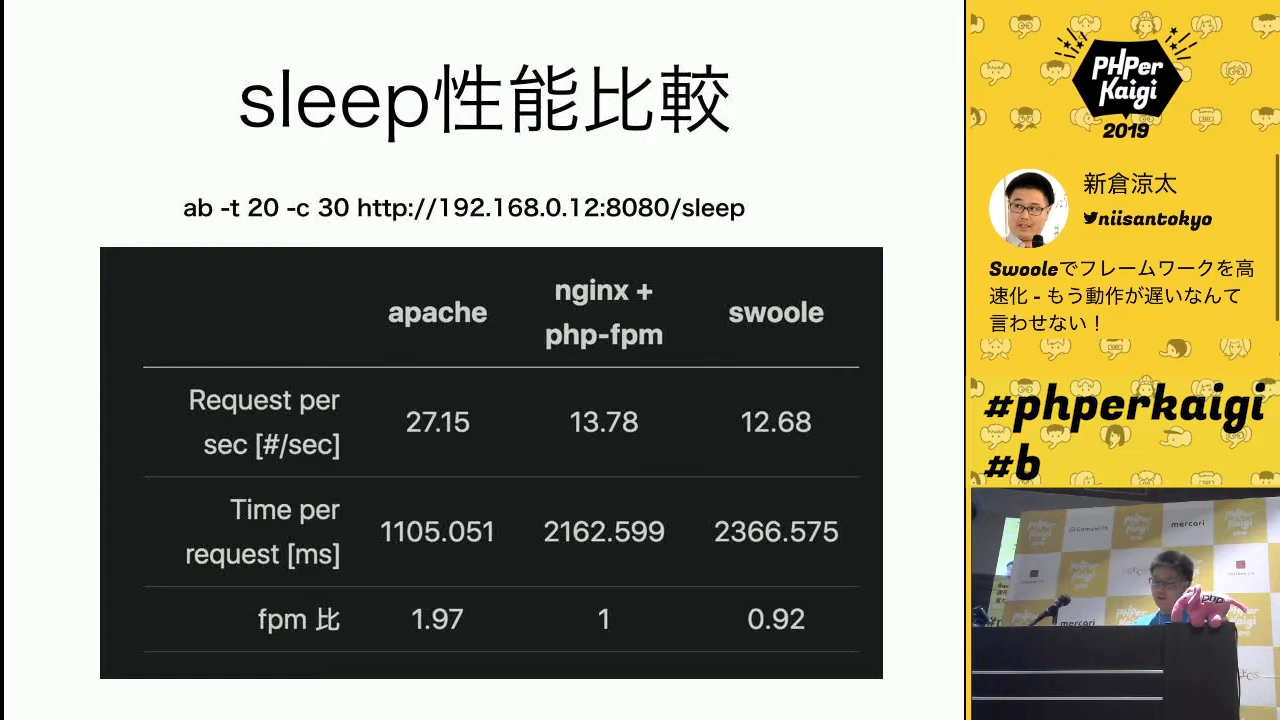 sleep性能比較
ab -t 20 -c 30 http://192.168.0.12:8080/sleep
apache
nginx +
php-fpm
swoole
Request per
sec [#/sec]
27.15
13.78
12.68
Time per
request [ms]
1105.051
2162.599
2366.575
fpm 比
1.97
1
0.92
PHPer
Kaigi
2019
新倉涼太
niisantokyo
Swooleでフレームワークを高
速化 - もう動作が遅いなんて
言わせない！
#phperkaigi
#b
mercari
PHPer
Kaigi
mercari
php